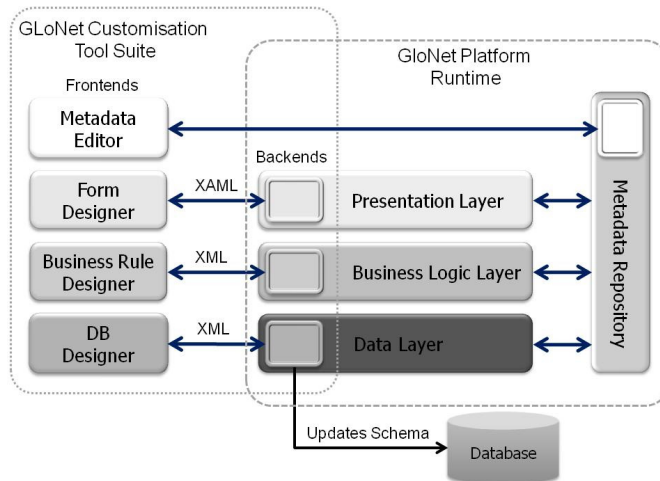 GLoNet Customisation
Tool Suite
GloNet Platform
Runtime
Frontends
Metadata
Editor
Backends
Form
Designer
XAML
Presentation Layer
Business Rule
Designer
XML
Business Logic Layer
DB
Designer
XML
Data Layer
Metadata Repository
Updates Schema
Database